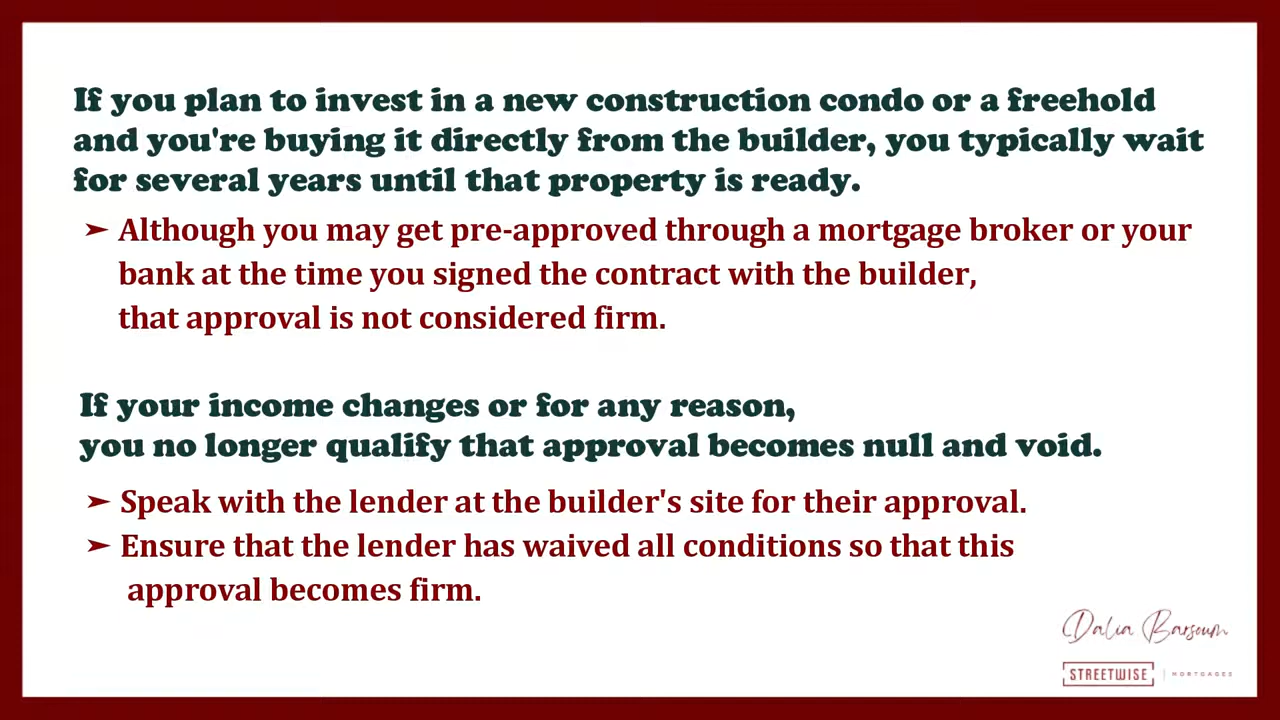 If you plan to invest in a new construction condo or a freehold
and you're buying it directly from the builder, you typically wait
for several years until that property is ready.
➢ Although you may get pre-approved through a mortgage broker or your
bank at the time you signed the contract with the builder,
that approval is not considered firm.
If your income changes or for any reason,
you no longer qualify that approval becomes null and void.
➢ Speak with the lender at the builder's site for their approval.
➢ Ensure that the lender has waived all conditions so that this
approval becomes firm.
Dalia Barsoum
STREETWISE | MORTGAGES